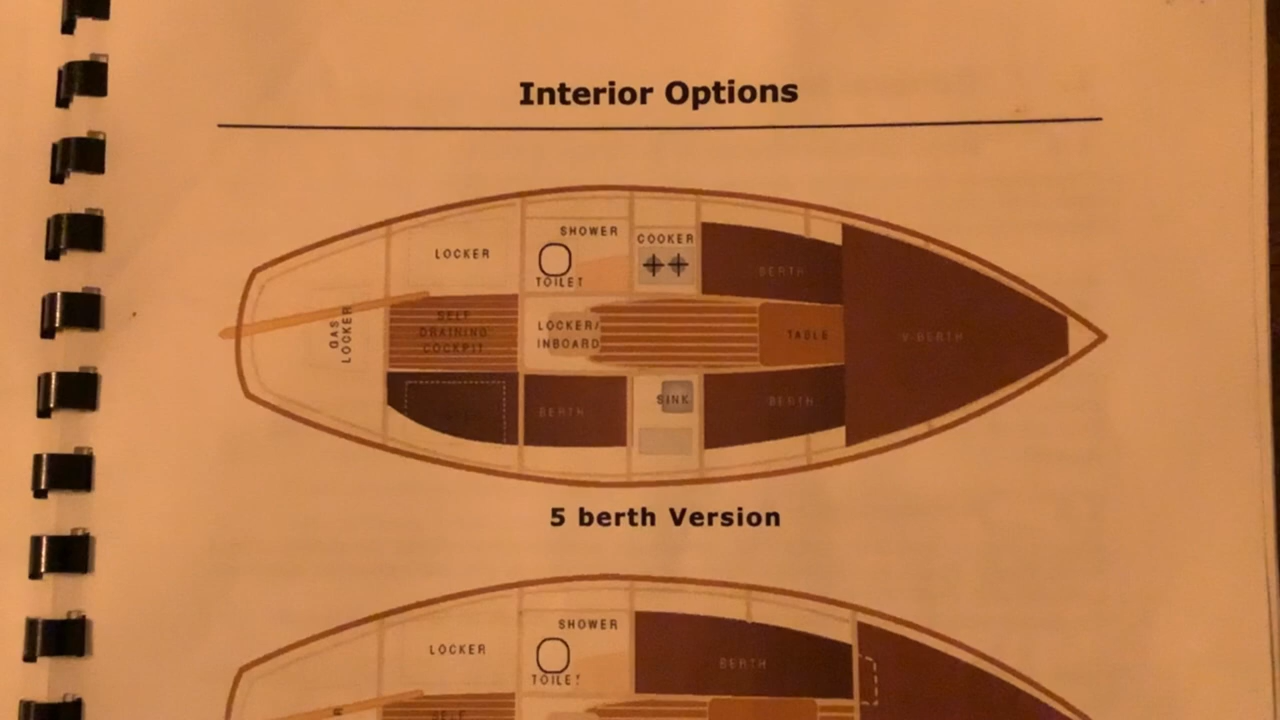 Interior Options
SHOWER
COOKER
LOCKER
TOILET
BERTH
GAS
LOCKER
SELF
DRAINING
COCKPIT
LOCKER/
INBOARD
TABLE
V-BERTH
BERTH
SINK
BERTH
5 berth Version
SHOWER
LOCKER
TOILET
BERTH
SELF